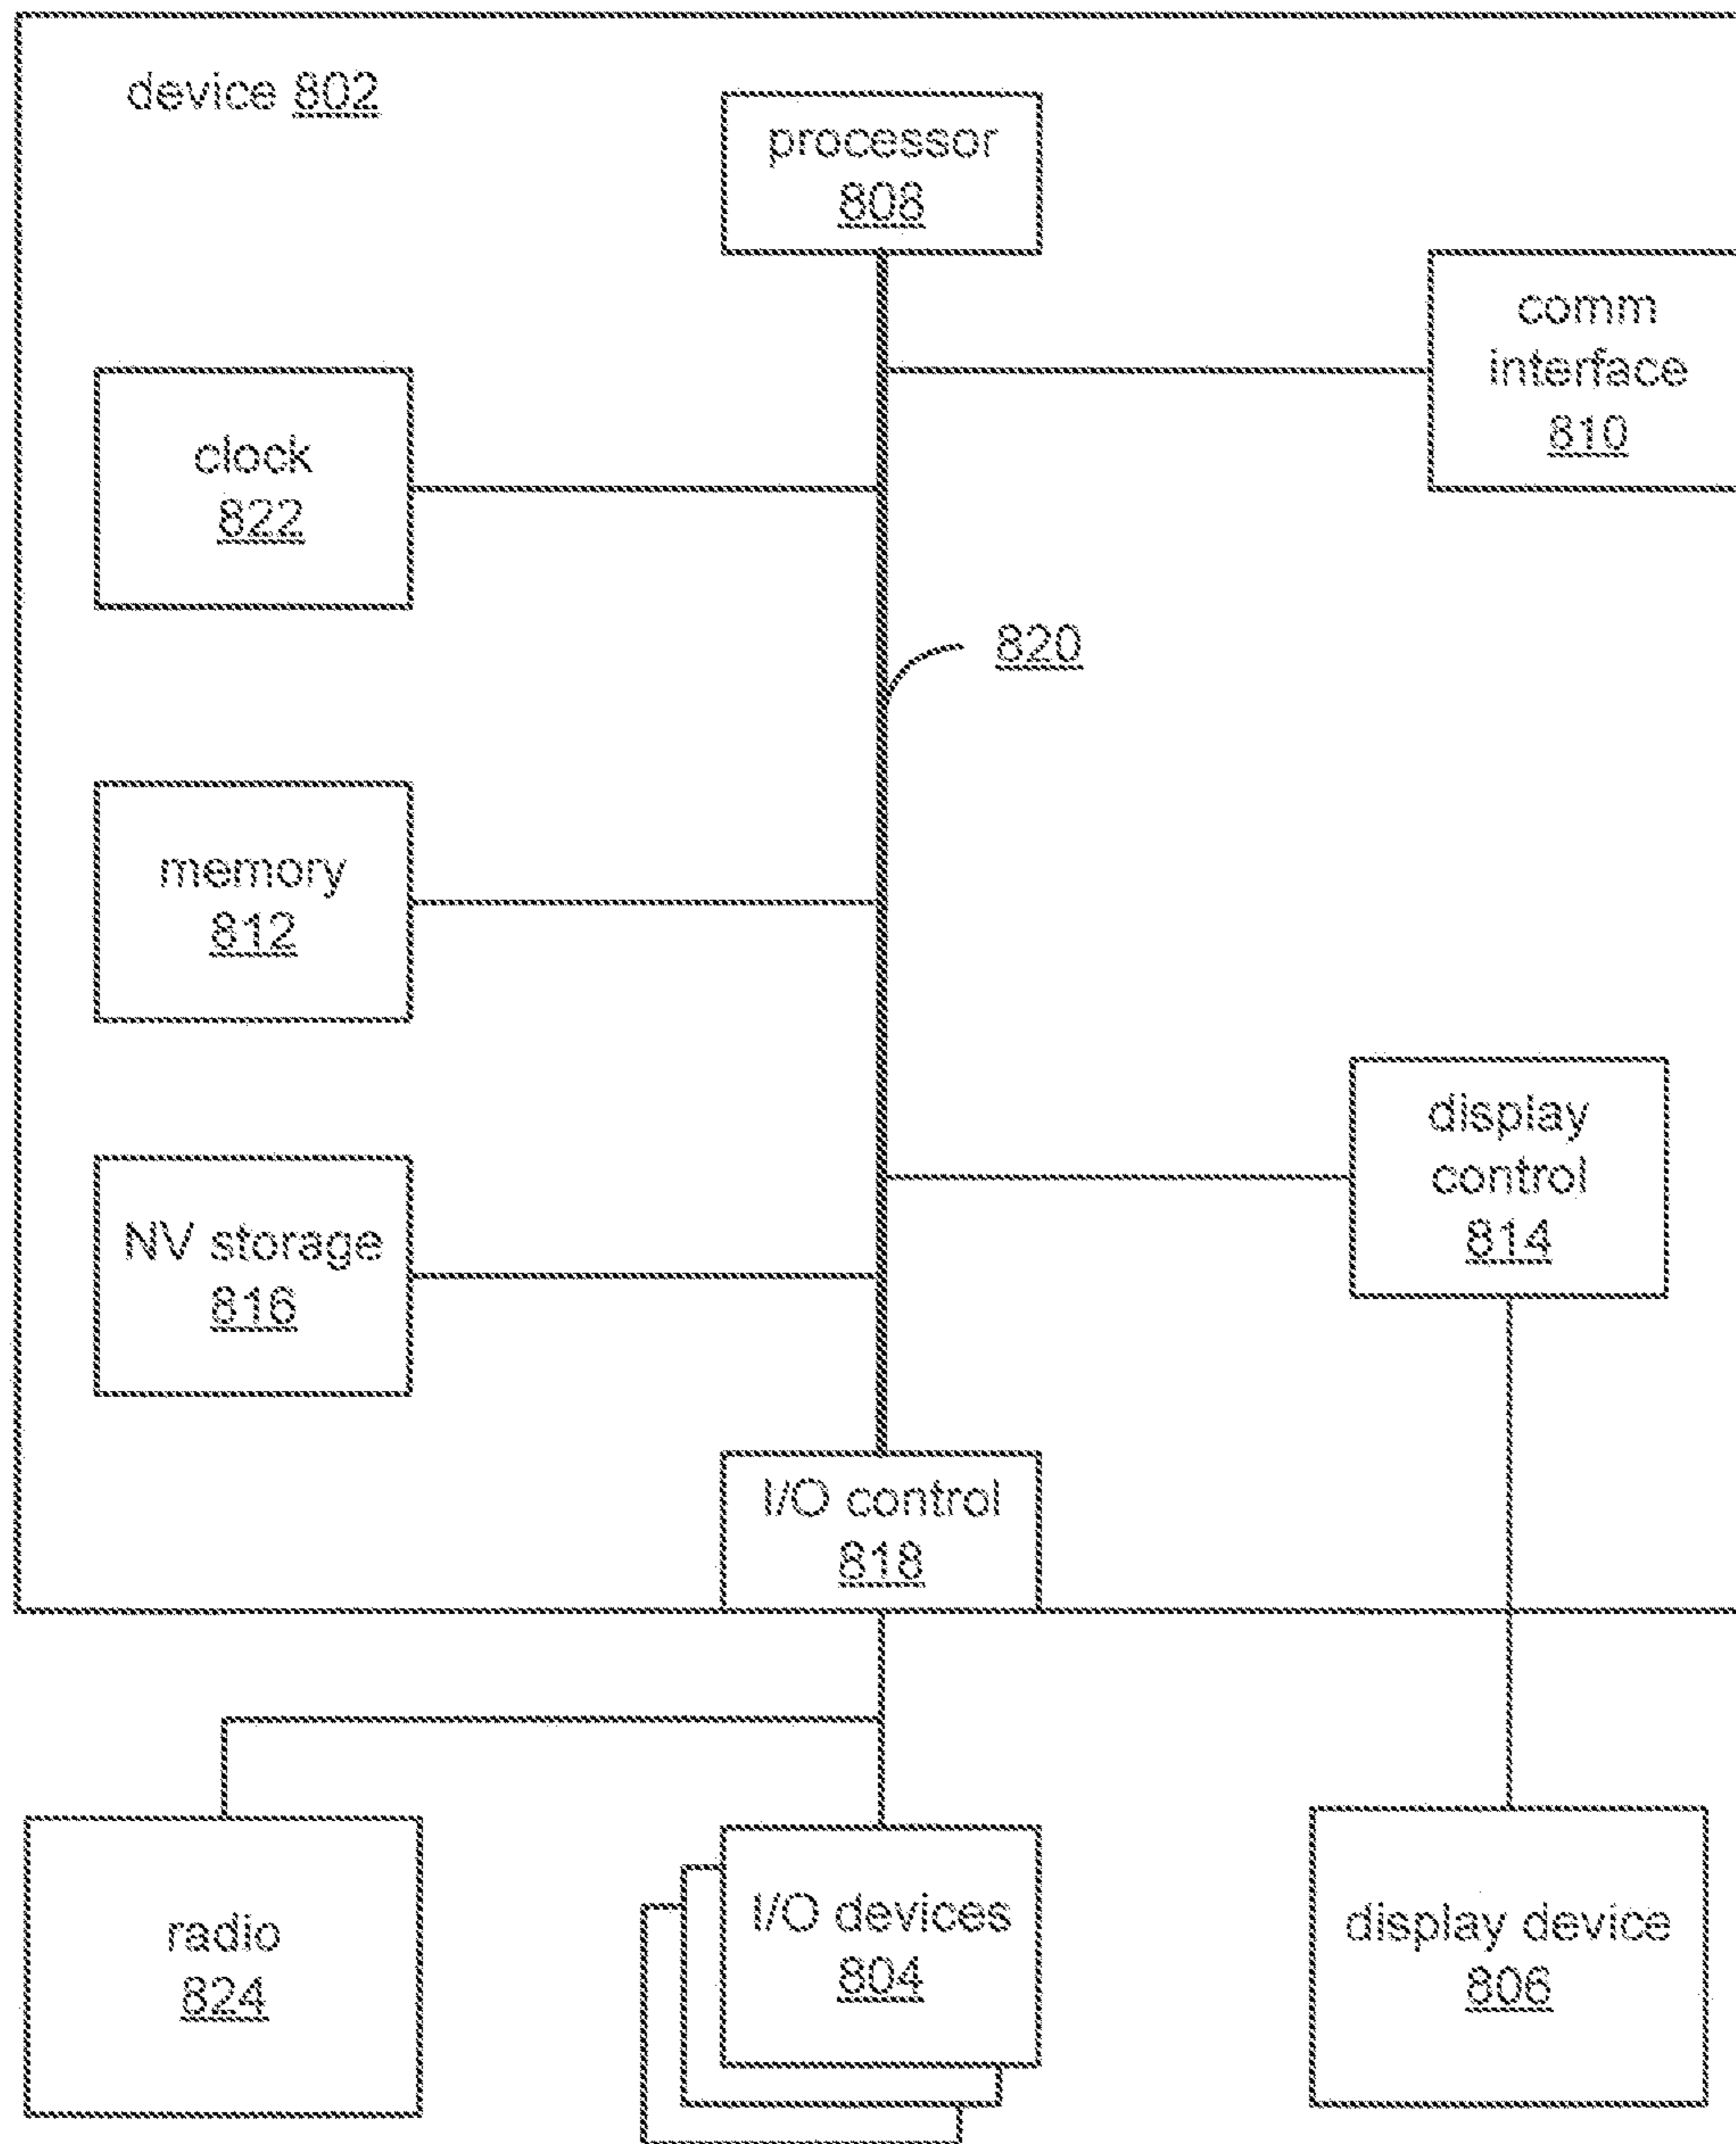 device 802
processor
808
comm
interface
810
clock
822
820
memory
812
display
control
814
NV storage
816
I/O control
818
radio
824
I/O devices
804
display device
806